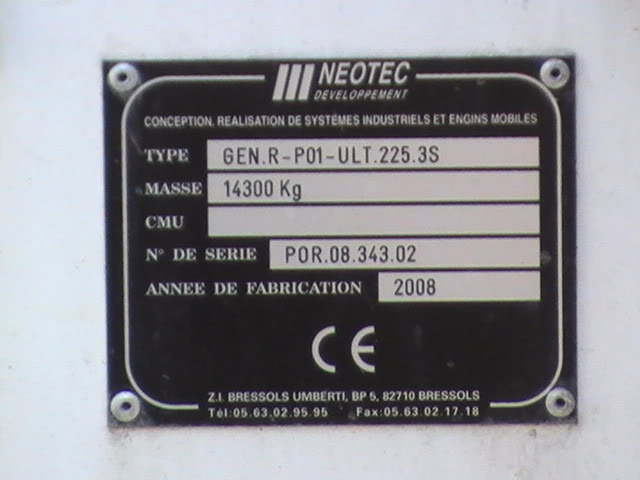 NEOTEC
DEVELOPPEMENT
CONCEPTION, REALISATION DE SYSTÈMES INDUSTRIELS ET ENGINS MOBILES
TYPE GEN.R-P01-ULT.225.3S
MASSE 14300 Kg
CMU
N° DE SERIE POR.08.343.02
ANNEE DE FABRICATION 2008
CE
Z.I. BRESSOLS UMBERTI, BP 5, 82710 BRESSOLS
Tél:05.63.02.95.95 Fax:05.63.02.17.18